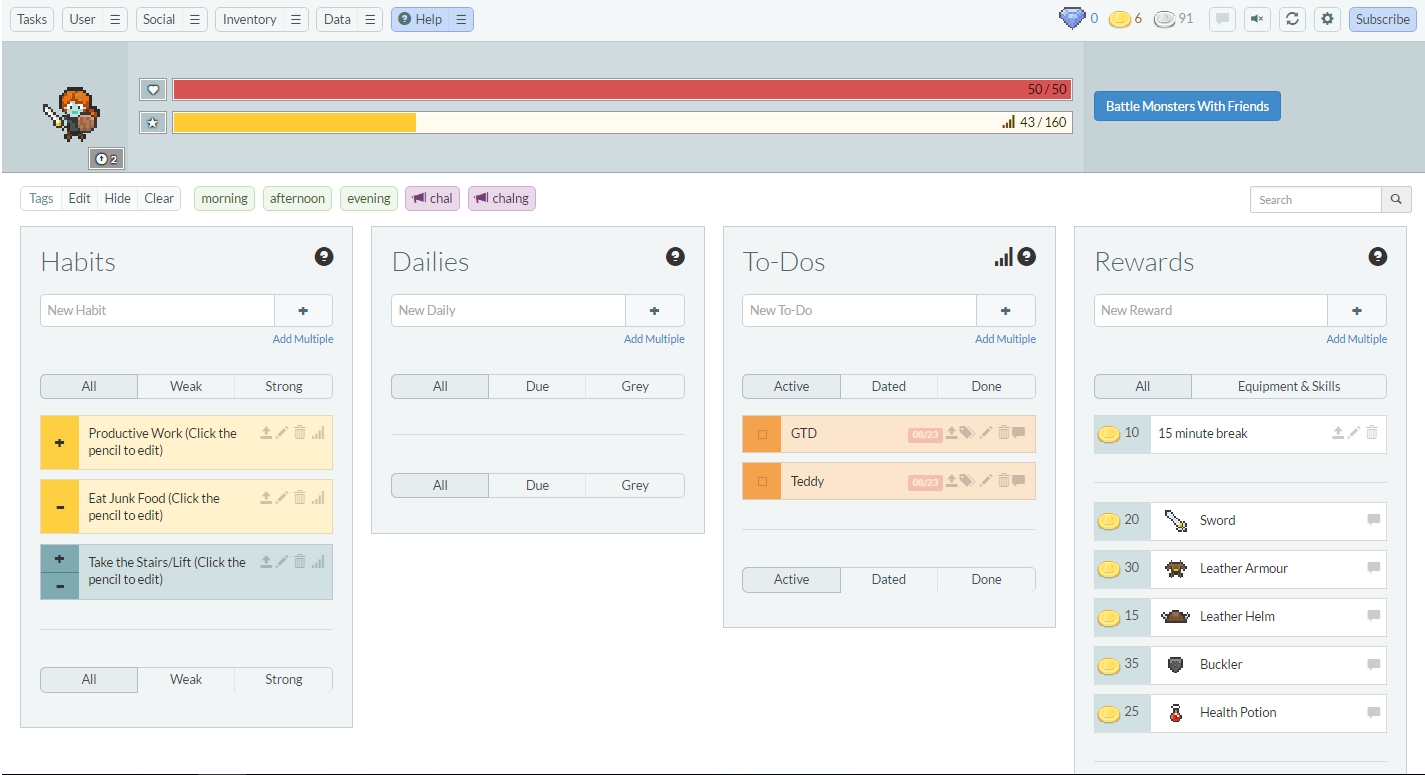 Tasks User Social Inventory Data Help 0 6 91 Subscribe
50 / 50
43 / 160
Battle Monsters With Friends
2
Tags Edit Hide Clear morning afternoon evening chal chalng Search
Habits
New Habit +
Add Multiple
All Weak Strong
+ Productive Work (Click the
pencil to edit)
- Eat Junk Food (Click the
pencil to edit)
+ Take the Stairs/Lift (Click the
- pencil to edit)
All Weak Strong
Dailies
New Daily +
Add Multiple
All Due Grey
All Due Grey
To-Dos
New To-Do +
Add Multiple
Active Dated Done
GTD 08/23
Teddy 08/23
Active Dated Done
Rewards
New Reward +
Add Multiple
All Equipment & Skills
10 15 minute break
20 Sword
30 Leather Armour
15 Leather Helm
35 Buckler
25 Health Potion